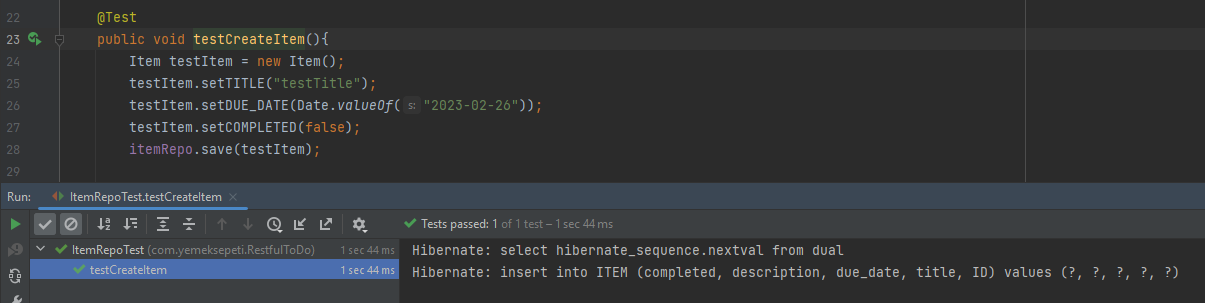 22 @Test
23 public void testCreateItem(){
24 Item testItem = new Item();
25 testItem.setTITLE("testTitle");
26 testItem.setDUE_DATE(Date.valueOf( s: "2023-02-26"));
27 testItem.setCOMPLETED(false);
28 itemRepo.save(testItem);
29
Run: ItemRepoTest.testCreateItem ×
Tests passed: 1 of 1 test – 1 sec 44 ms
ItemRepoTest (com.yemeksepeti.RestfulToDo) 1 sec 44 ms
Hibernate: select hibernate_sequence.nextval from dual
testCreateItem 1 sec 44 ms
Hibernate: insert into ITEM (completed, description, due_date, title, ID) values (?, ?, ?, ?, ?)